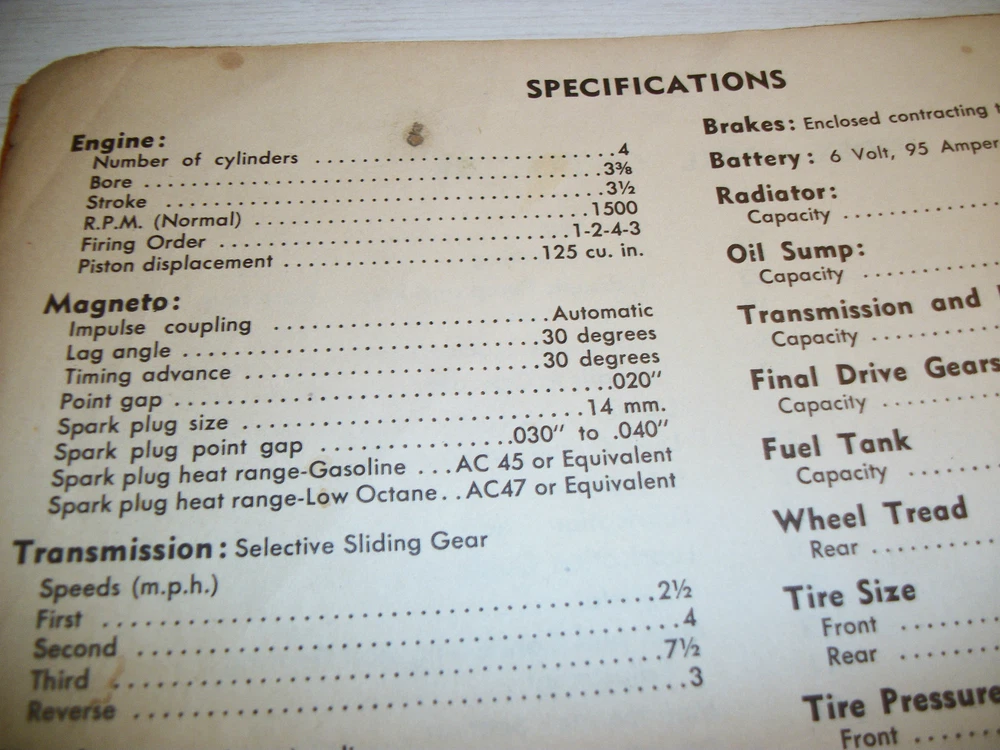 SPECIFICATIONS
Engine:
Number of cylinders ........................4
Bore ........................3⅜
Stroke ........................3½
R.P.M. (Normal) ........................1500
Firing Order ........................1-2-4-3
Piston displacement ........................125 cu. in.
Magneto:
Impulse coupling ........................Automatic
Lag angle ........................30 degrees
Timing advance ........................30 degrees
Point gap ........................020"
Spark plug size ........................14 mm.
Spark plug point gap ...............030" to .040"
Spark plug heat range-Gasoline ...AC 45 or Equivalent
Spark plug heat range-Low Octane..AC47 or Equivalent
Transmission: Selective Sliding Gear
Speeds (m.p.h.)
First ........................2½
Second ........................4
Third ........................7½
Reverse ........................3
Brakes: Enclosed contracting
Battery: 6 Volt, 95 Amper
Radiator:
Capacity ............
Oil Sump:
Capacity ............
Transmission and
Capacity ............
Final Drive Gears
Capacity ............
Fuel Tank
Capacity ............
Wheel Tread
Rear ............
Tire Size
Front ............
Rear ............
Tire Pressure
Front ............